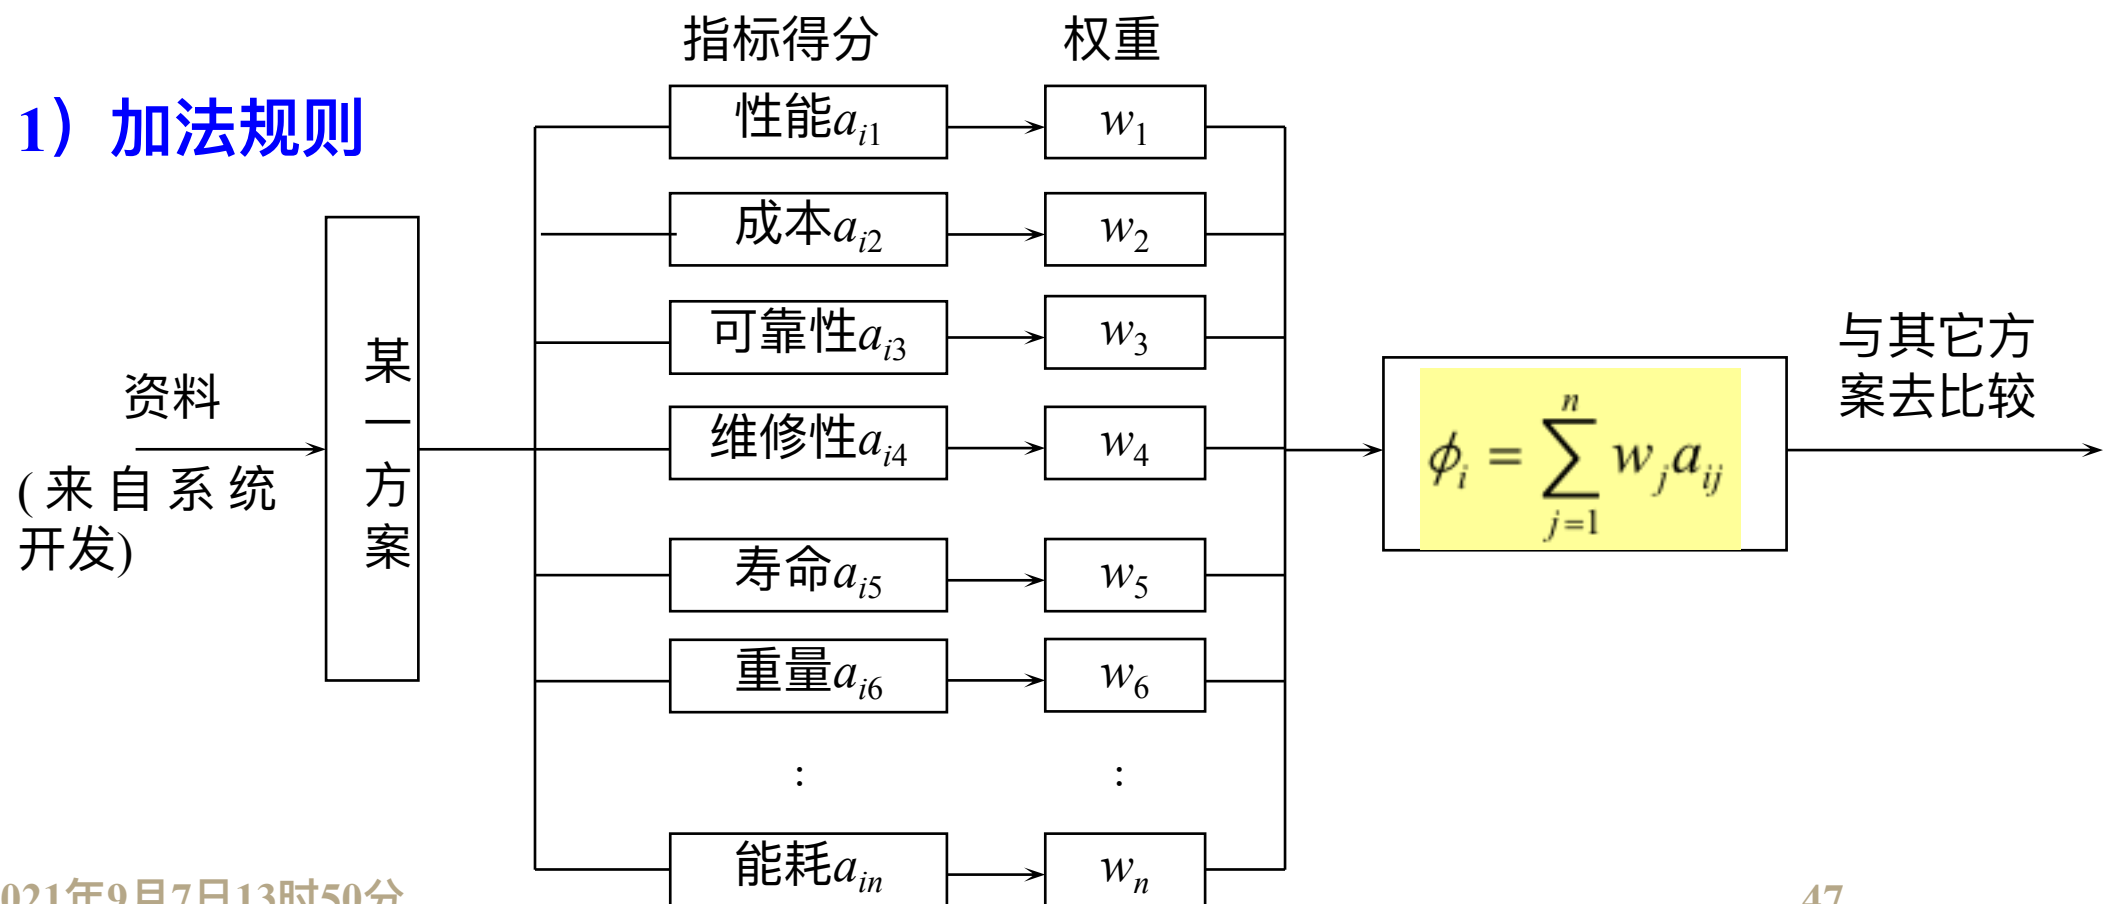 指标得分
权重
1）加法规则
性能a_{i1}
w_1
成本a_{i2}
w_2
可靠性a_{i3}
w_3
维修性a_{i4}
w_4
寿命a_{i5}
w_5
重量a_{i6}
w_6
:
:
能耗a_{in}
w_n
资料
(来自系统
开发)
某
一
方
案
\phi_i = \sum_{j=1}^{n} w_j a_{ij}
与其它方
案去比较
021年9月7日13时50分
47